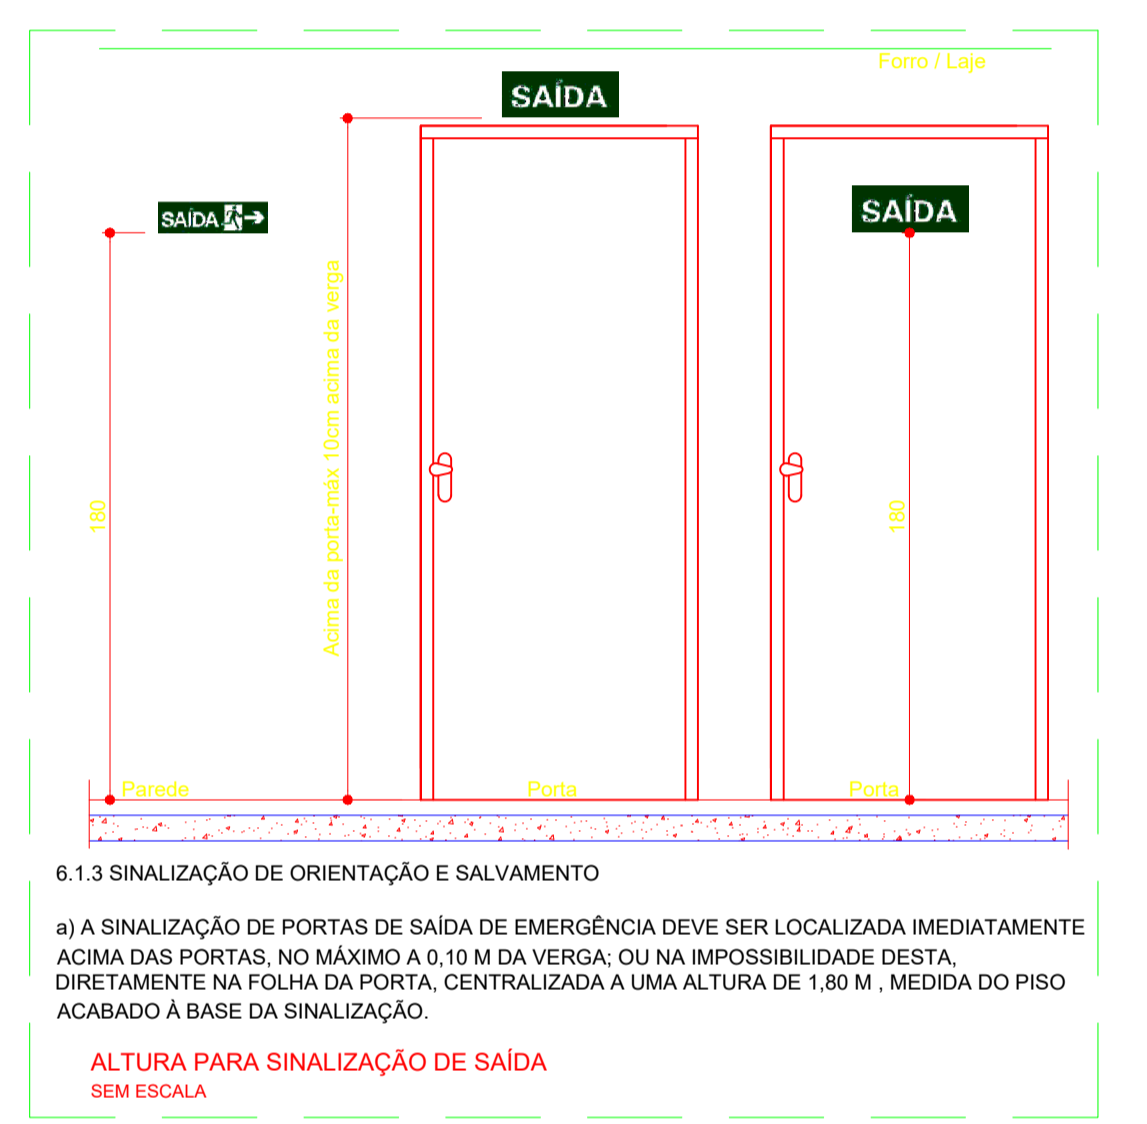 Forro / Laje
SAÍDA
SAÍDA
SAÍDA
Acima da porta-máx 10cm acima da verga
180
180
Parede
Porta
Porta
6.1.3 SINALIZAÇÃO DE ORIENTAÇÃO E SALVAMENTO
a) A SINALIZAÇÃO DE PORTAS DE SAÍDA DE EMERGÊNCIA DEVE SER LOCALIZADA IMEDIATAMENTE
ACIMA DAS PORTAS, NO MÁXIMO A 0,10 M DA VERGA; OU NA IMPOSSIBILIDADE DESTA,
DIRETAMENTE NA FOLHA DA PORTA, CENTRALIZADA A UMA ALTURA DE 1,80 M , MEDIDA DO PISO
ACABADO À BASE DA SINALIZAÇÃO.
ALTURA PARA SINALIZAÇÃO DE SAÍDA
SEM ESCALA